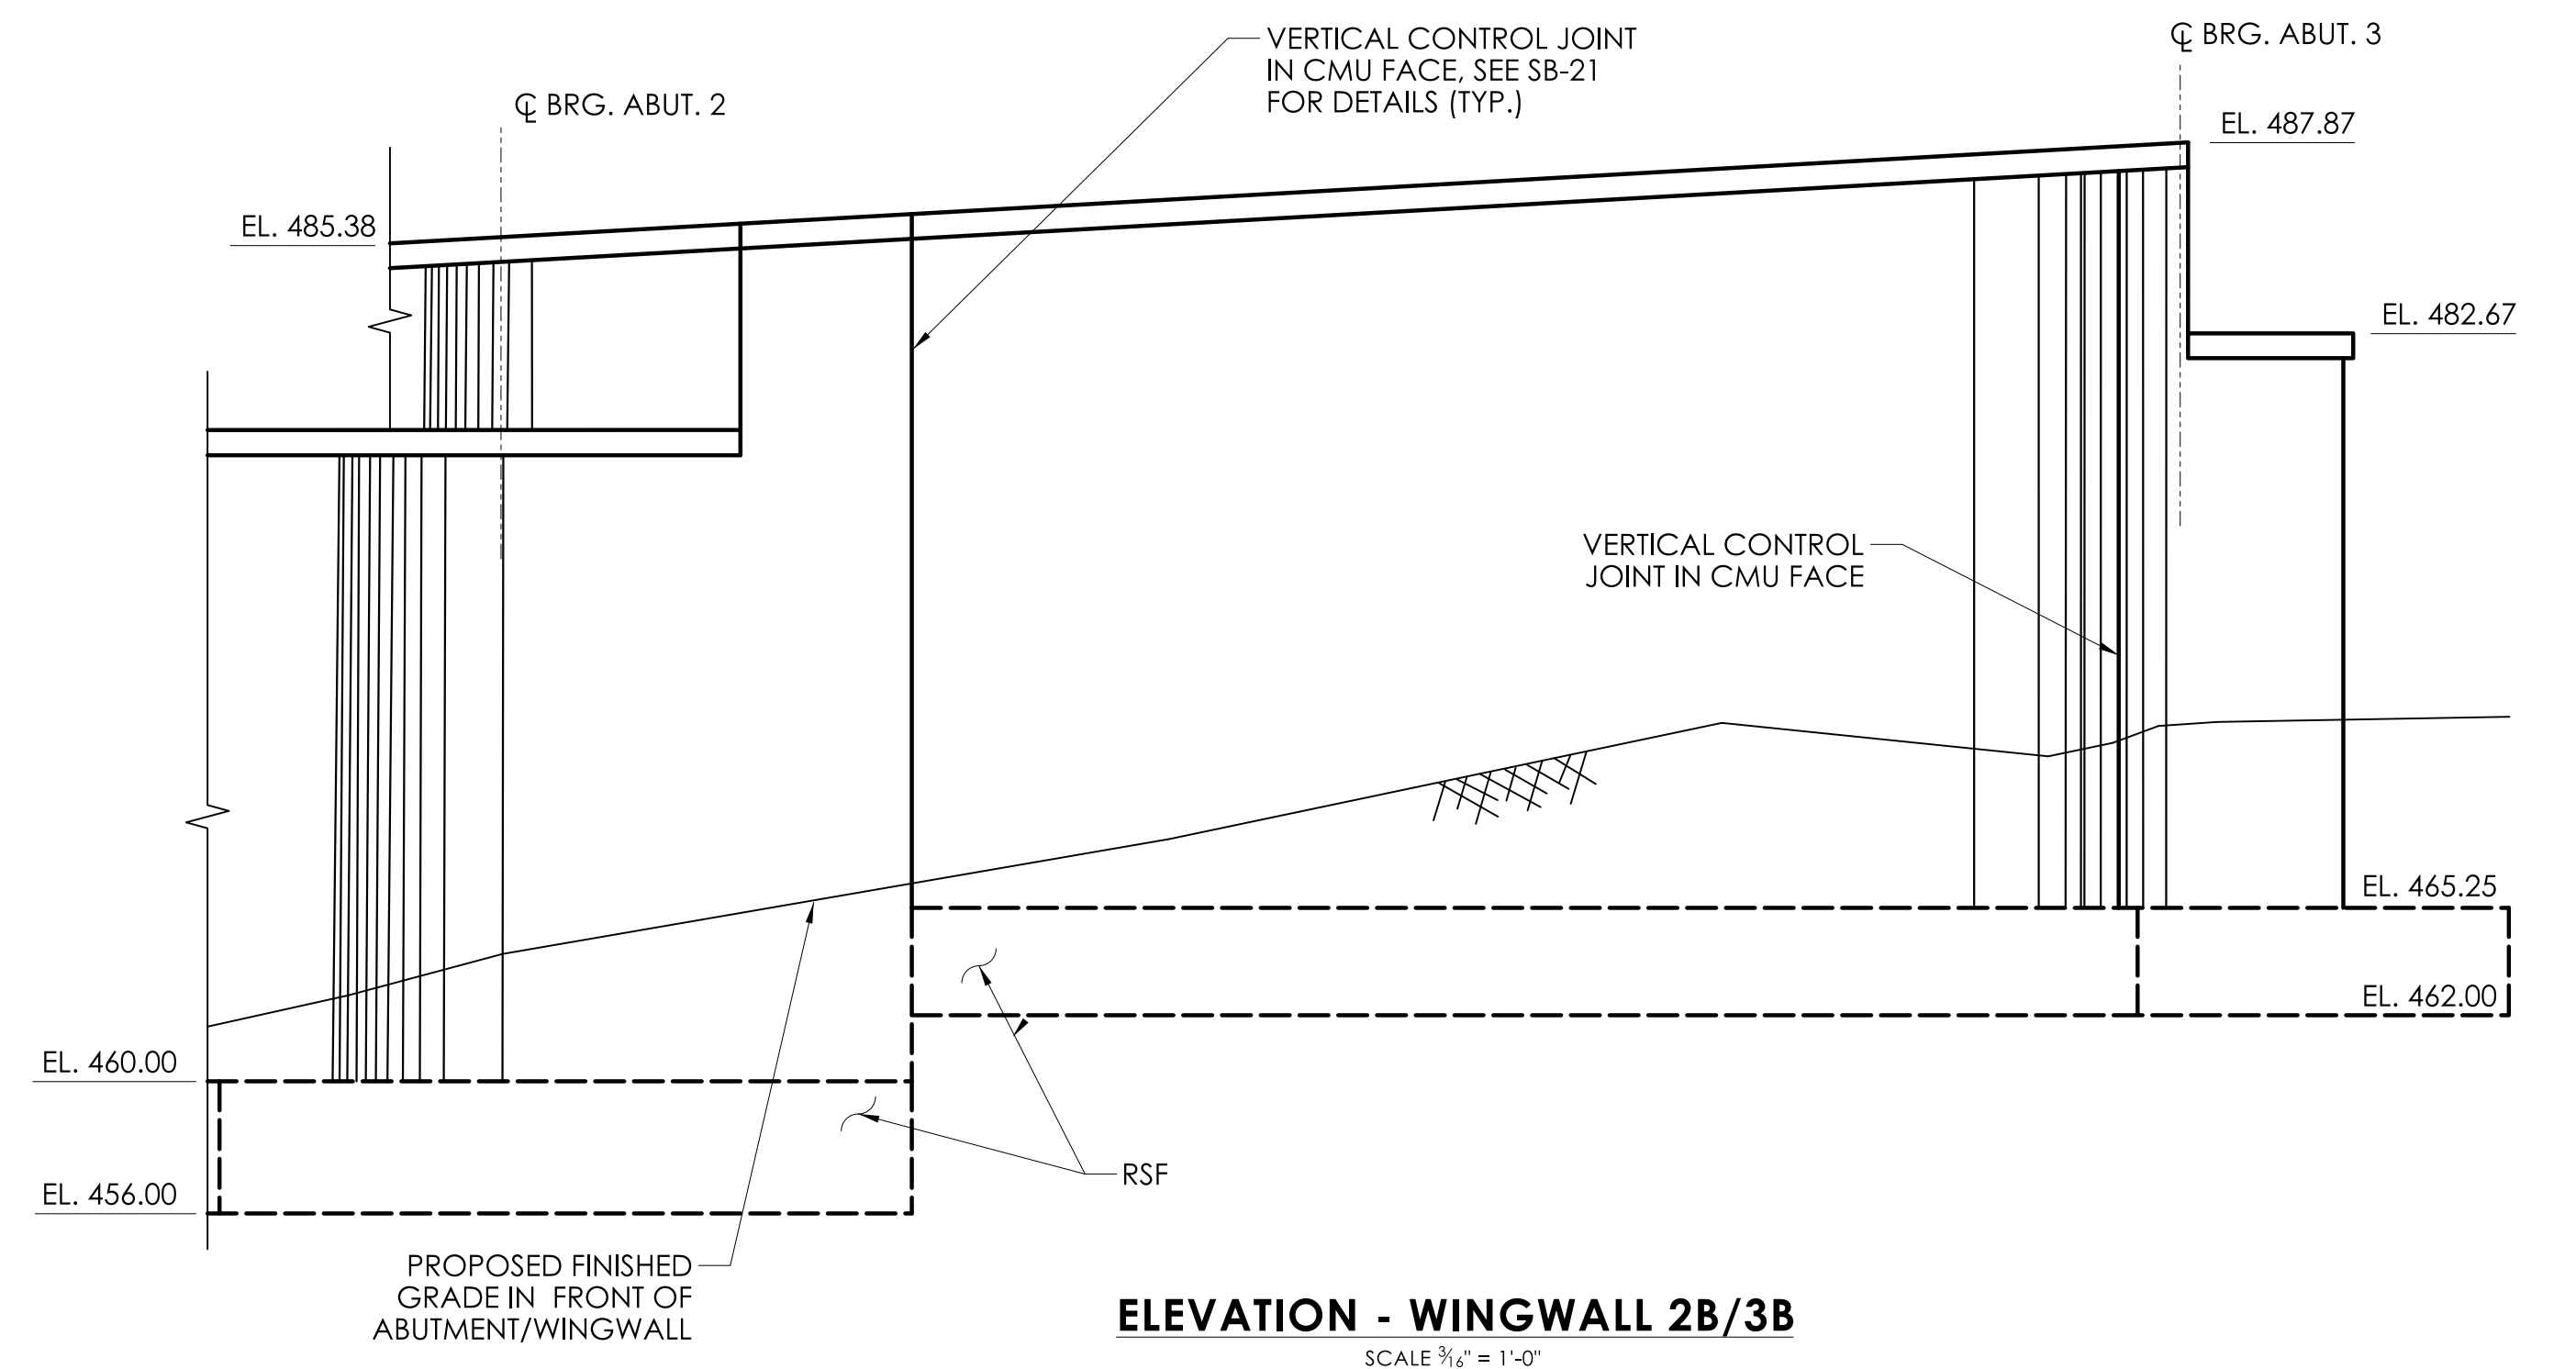 VERTICAL CONTROL JOINT
IN CMU FACE, SEE SB-21
FOR DETAILS (TYP.)
℄ BRG. ABUT. 3
℄ BRG. ABUT. 2
EL. 487.87
EL. 485.38
EL. 482.67
VERTICAL CONTROL
JOINT IN CMU FACE
EL. 465.25
EL. 462.00
EL. 460.00
EL. 456.00
RSF
PROPOSED FINISHED
GRADE IN FRONT OF
ABUTMENT/WINGWALL
ELEVATION - WINGWALL 2B/3B
SCALE 3/16" = 1'-0"